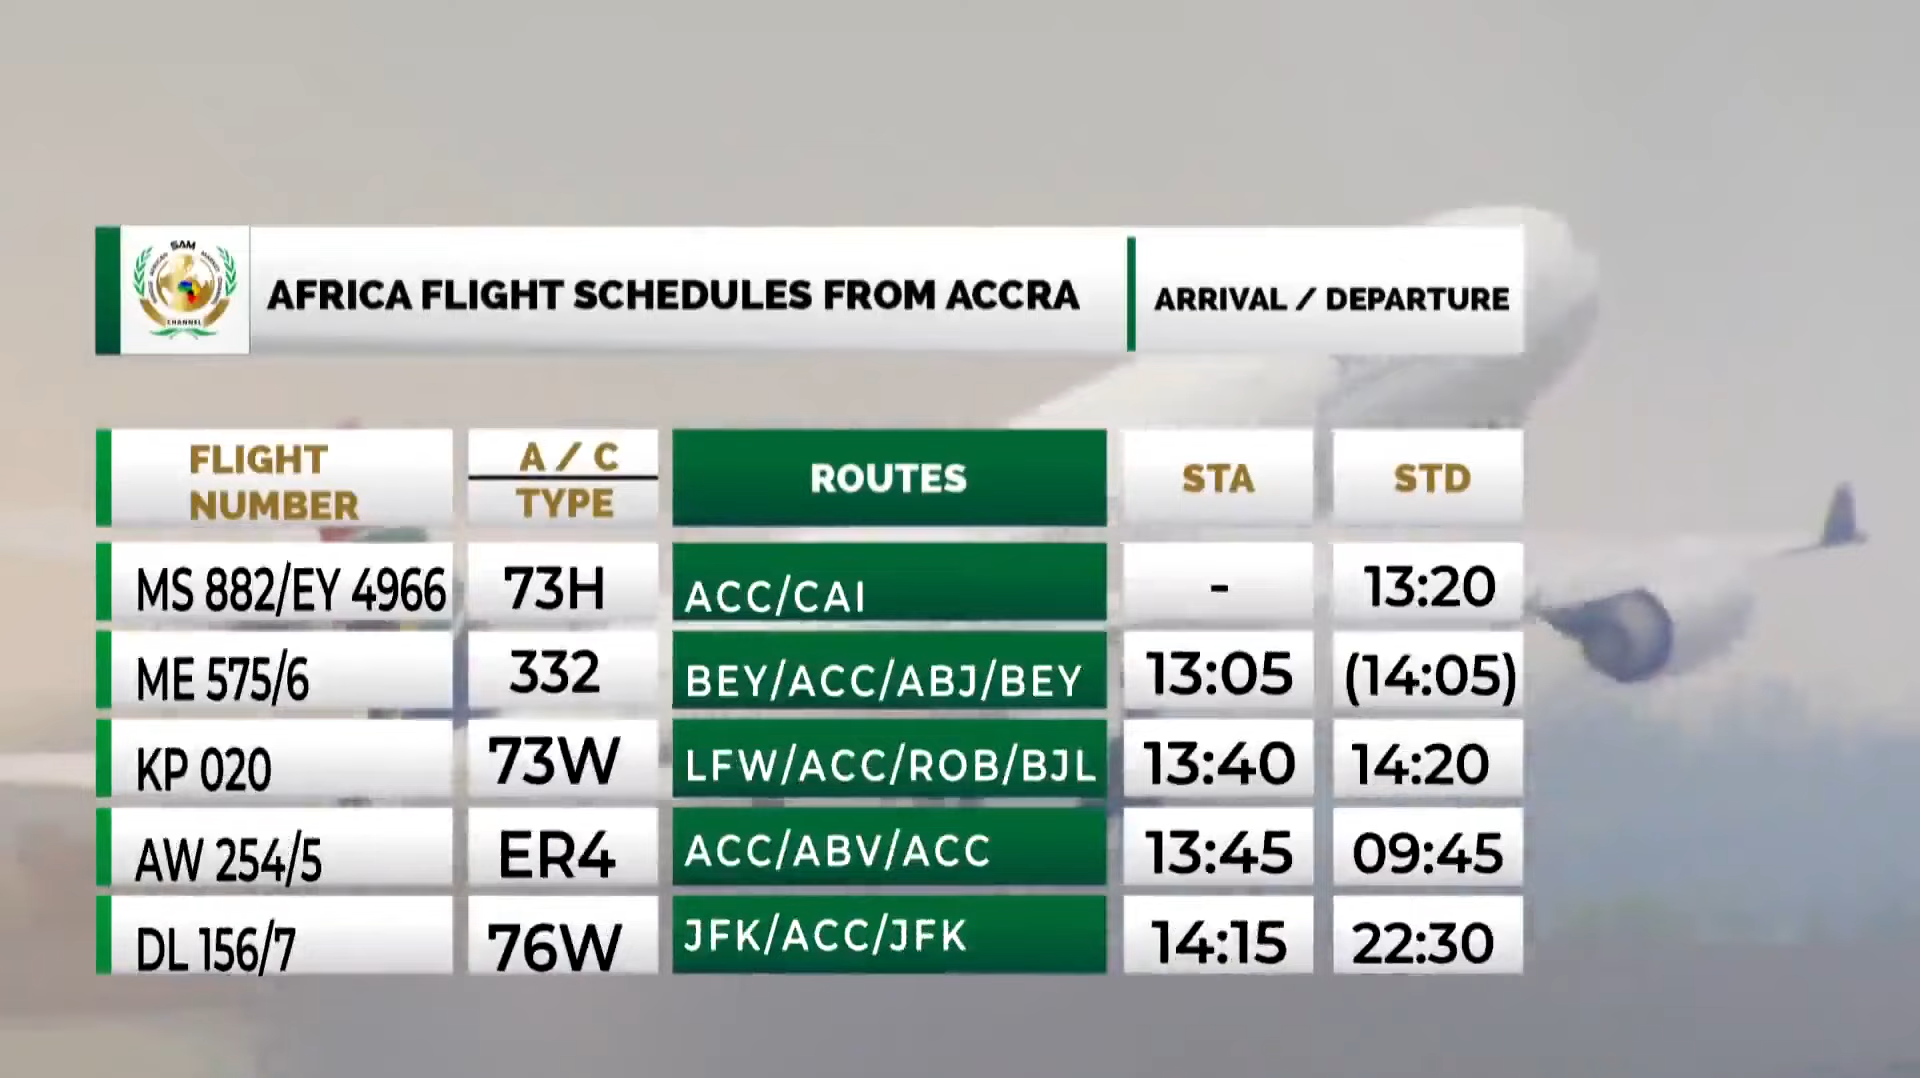 SAM
CHANNEL
AFRICA FLIGHT SCHEDULES FROM ACCRA
ARRIVAL / DEPARTURE
FLIGHT NUMBER A / C TYPE ROUTES STA STD
MS 882/EY 4966 73H ACC/CAI - 13:20
ME 575/6 332 BEY/ACC/ABJ/BEY 13:05 (14:05)
KP 020 73W LFW/ACC/ROB/BJL 13:40 14:20
AW 254/5 ER4 ACC/ABV/ACC 13:45 09:45
DL 156/7 76W JFK/ACC/JFK 14:15 22:30